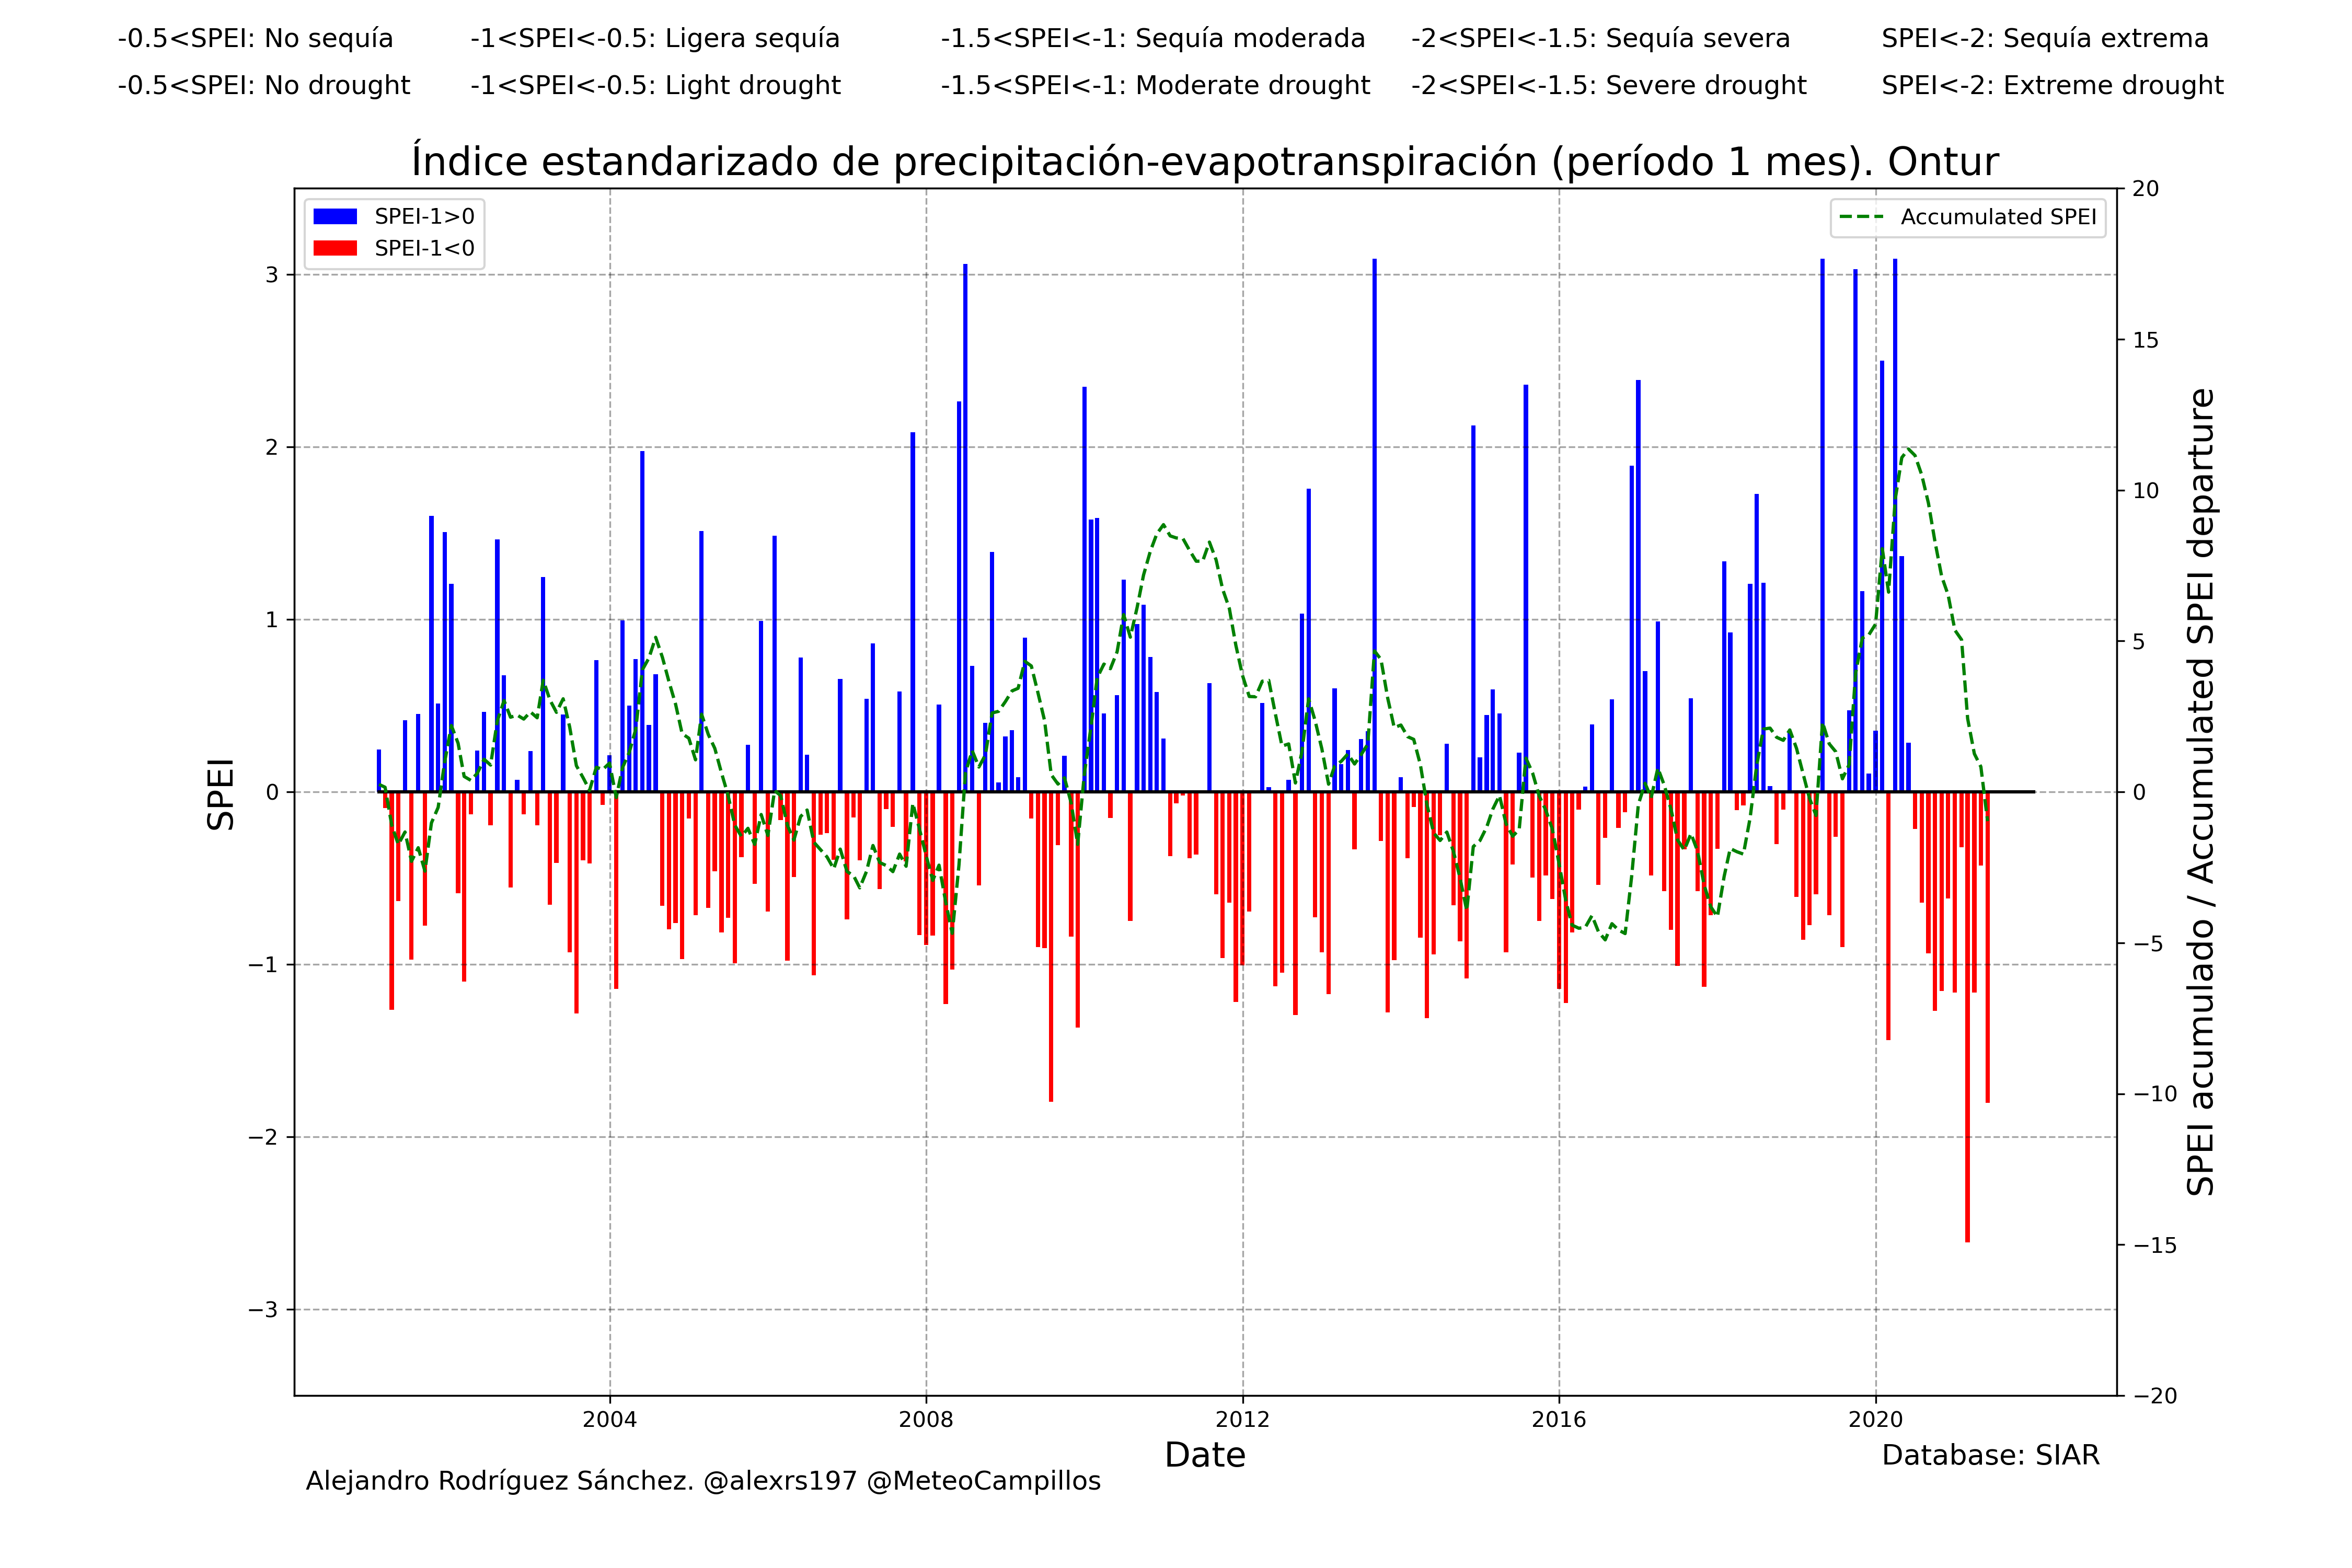 -0.5<SPEI: No sequía -1<SPEI<-0.5: Ligera sequía -1.5<SPEI<-1: Sequía moderada -2<SPEI<-1.5: Sequía severa SPEI<-2: Sequía extrema
-0.5<SPEI: No drought -1<SPEI<-0.5: Light drought -1.5<SPEI<-1: Moderate drought -2<SPEI<-1.5: Severe drought SPEI<-2: Extreme drought
Índice estandarizado de precipitación-evapotranspiración (período 1 mes). Ontur
SPEI-1>0
SPEI-1<0
Accumulated SPEI
SPEI
3
2
1
0
−1
−2
−3
20
15
10
5
0
−5
−10
−15
−20
SPEI acumulado / Accumulated SPEI departure
2004 2008 2012 2016 2020
Date
Database: SIAR
Alejandro Rodríguez Sánchez. @alexrs197 @MeteoCampillos